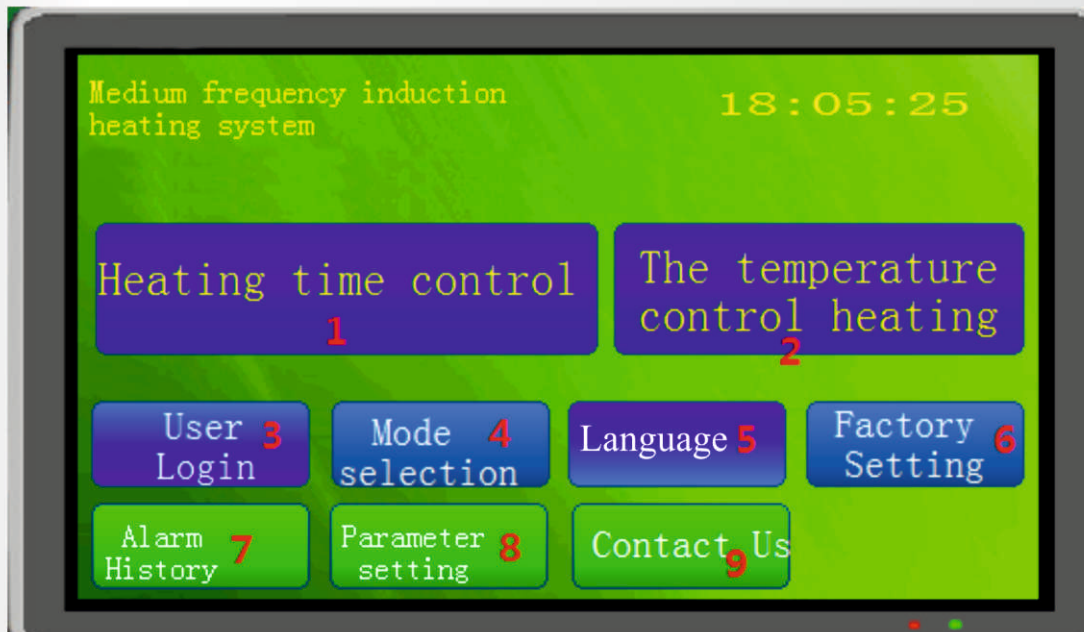 Medium frequency induction
heating system
18:05:25
Heating time control
1
The temperature
control heating
2
User
Login
3
Mode
selection
4
Language 5
Factory
Setting
6
Alarm
History
7
Parameter
setting
8
Contact Us
9